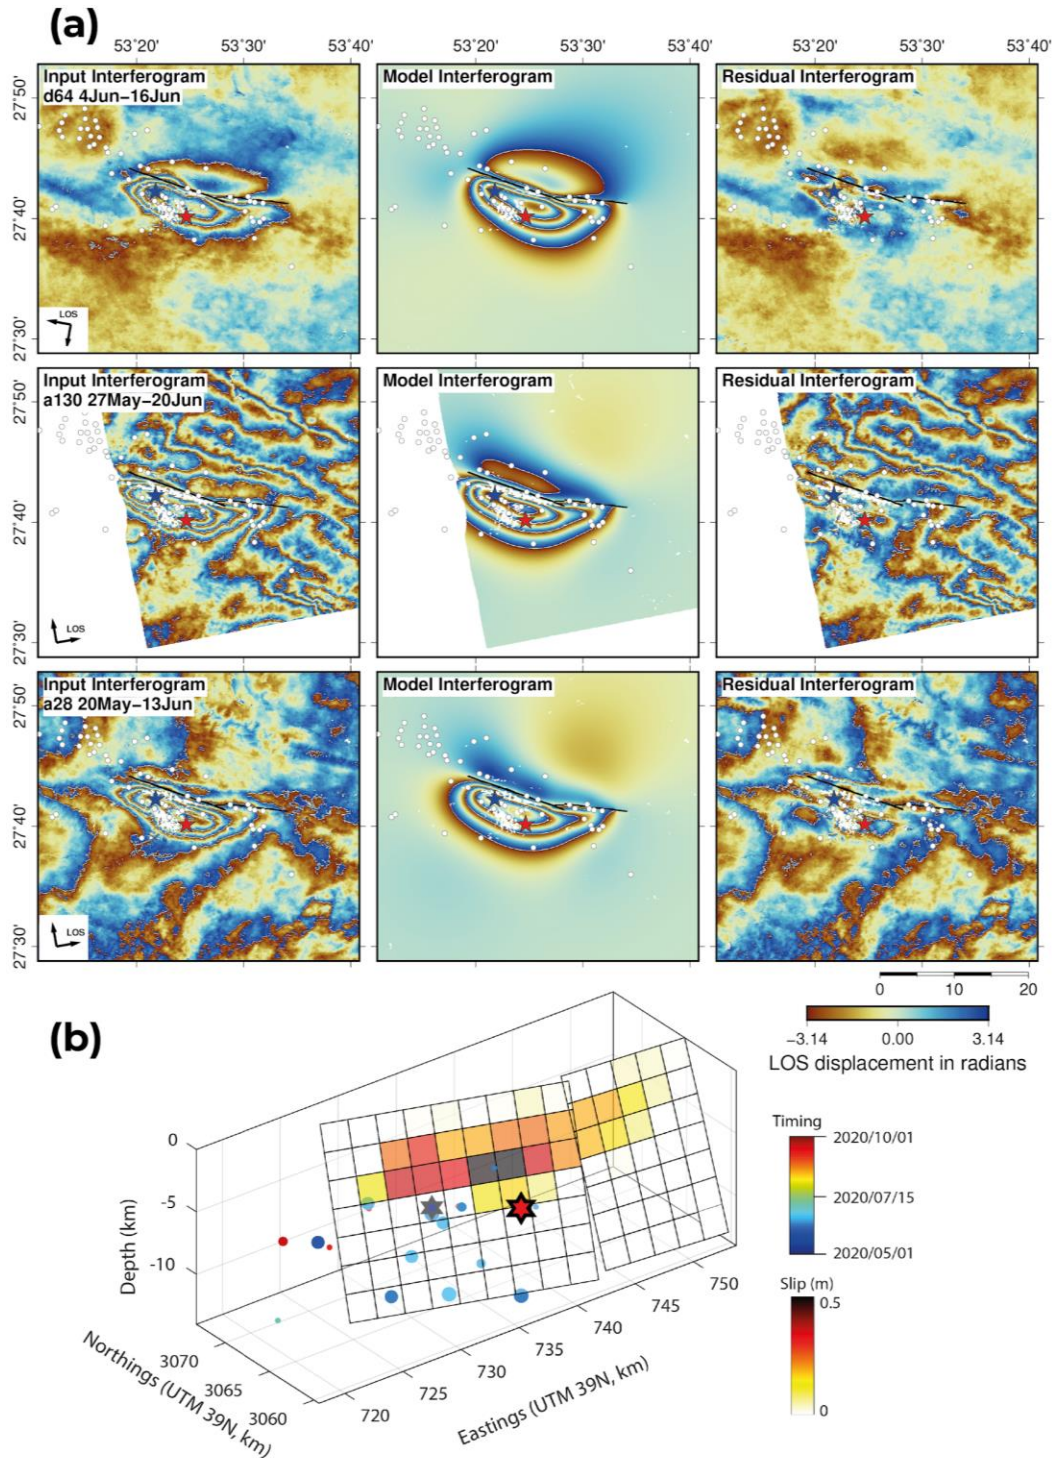 (a)
53°20' 53°30' 53°20' 53°30' 53°20' 53°30' 53°40'
Input Interferogram
d64 4Jun−16Jun
Model Interferogram
Residual Interferogram
27°50'
27°40'
27°30'
LOS
Input Interferogram
a130 27May−20Jun
Model Interferogram
Residual Interferogram
27°50'
27°40'
27°30'
LOS
Input Interferogram
a28 20May−13Jun
Model Interferogram
Residual Interferogram
27°50'
27°40'
27°30'
LOS
0 10 20
−3.14 0.00 3.14
LOS displacement in radians
(b)
0
-5
-10
Depth (km)
3070
3065
3060
Northings (UTM 39N, km)
720
725
730
735
740
745
750
Eastings (UTM 39N, km)
Timing
2020/10/01
2020/07/15
2020/05/01
Slip (m)
0.5
0